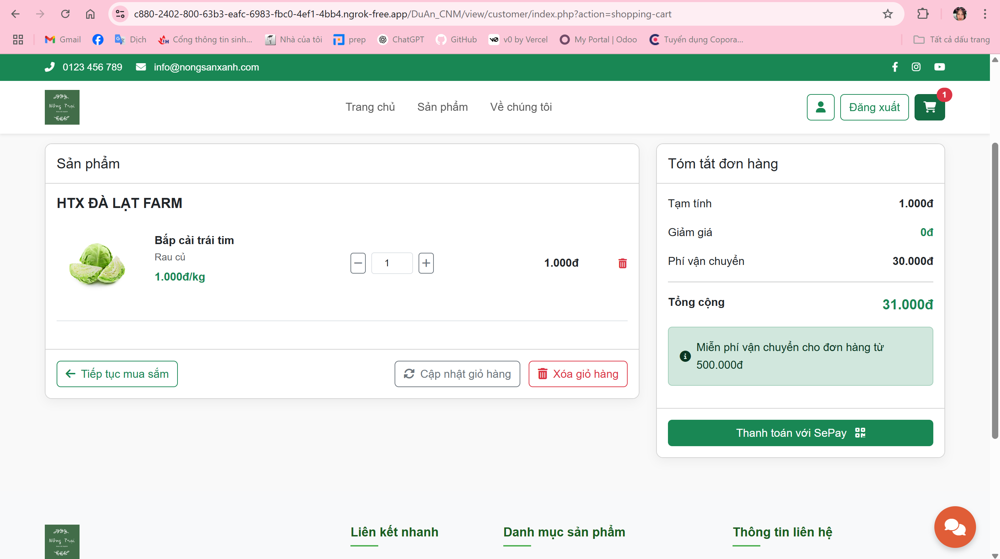 c880-2402-800-63b3-eafc-6983-fbc0-4ef1-4bb4.ngrok-free.app/DuAn_CNM/view/customer/index.php?action=shopping-cart
Gmail
Dịch
Cổng thông tin sinh...
Nhà của tôi
prep
ChatGPT
GitHub
v0 by Vercel
My Portal | Odoo
Tuyển dụng Copora...
Tất cả dấu trang
0123 456 789
info@nongsanxanh.com
Nông Trại
Trang chủ
Sản phẩm
Về chúng tôi
Đăng xuất
1
Sản phẩm
HTX ĐÀ LẠT FARM
Bắp cải trái tim
Rau củ
1.000đ/kg
1
1.000đ
Tiếp tục mua sắm
Cập nhật giỏ hàng
Xóa giỏ hàng
Tóm tắt đơn hàng
Tạm tính 1.000đ
Giảm giá 0đ
Phí vận chuyển 30.000đ
Tổng cộng 31.000đ
Miễn phí vận chuyển cho đơn hàng từ
500.000đ
Thanh toán với SePay
Nông Trại
Liên kết nhanh
Danh mục sản phẩm
Thông tin liên hệ